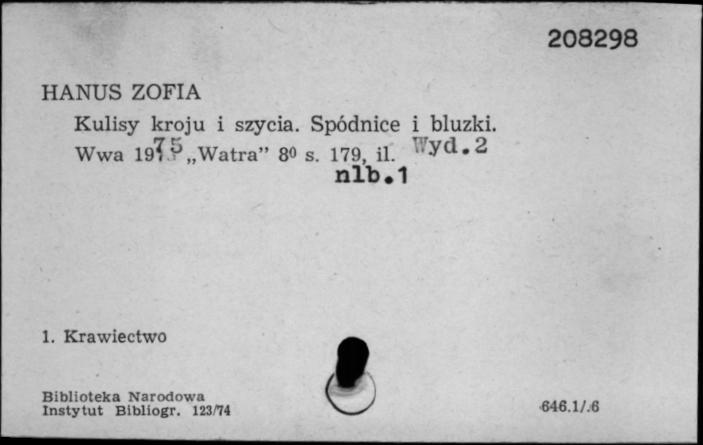 208298
HANUS ZOFIA
Kulisy kroju i szycia. Spódnice i bluzki.
Wwa 1975 „Watra” 8⁰ s. 179, il. Wyd.2
nlb.1
1. Krawiectwo
Biblioteka Narodowa
Instytut Bibliogr. 123/74
646.1/.6